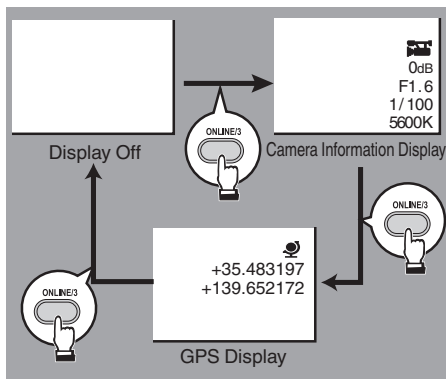 0dB
F1.6
1/100
5600K
ONLINE/3
Display Off
Camera Information Display
ONLINE/3
+35.483197
+139.652172
ONLINE/3
GPS Display